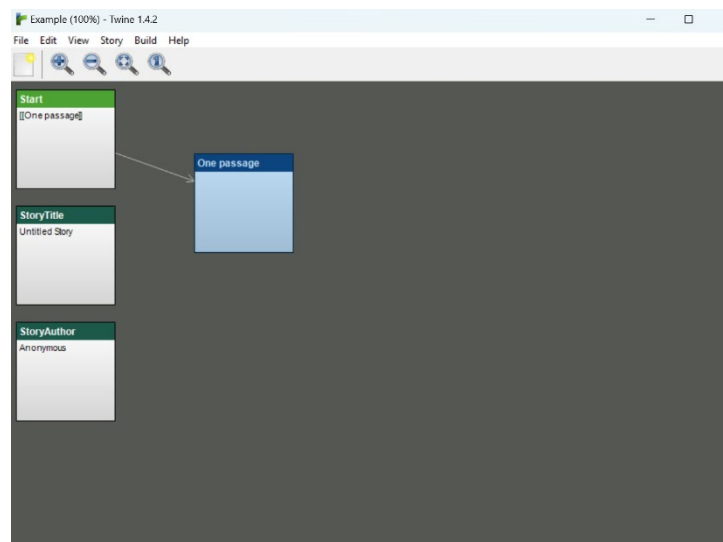 Example (100%) - Twine 1.4.2
File Edit View Story Build Help
Start
[[One passage]]
One passage
StoryTitle
Untitled Story
StoryAuthor
Anonymous